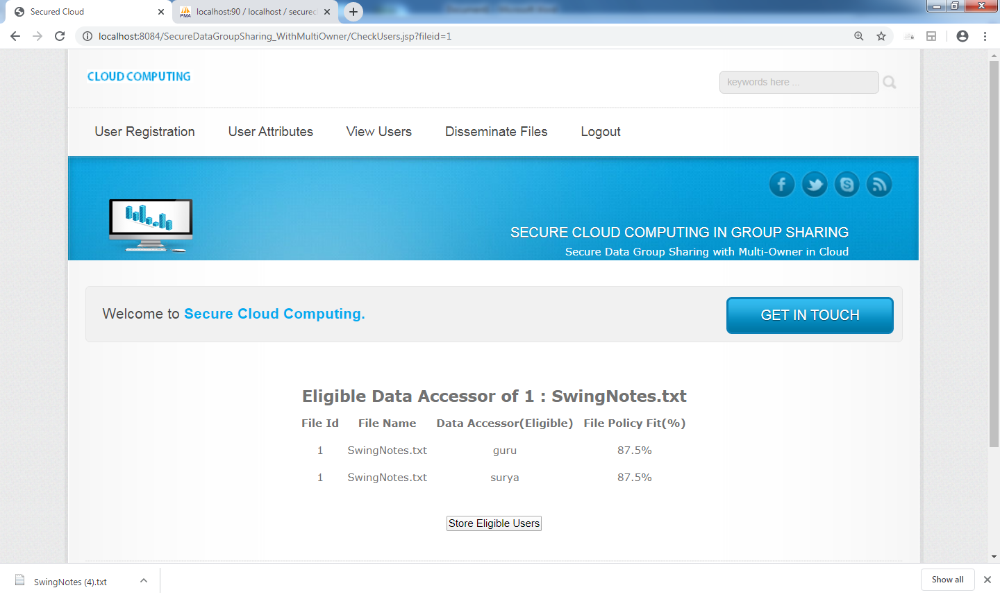 Secured Cloud
localhost:90 / localhost / secured
localhost:8084/SecureDataGroupSharing_WithMultiOwner/CheckUsers.jsp?fileid=1
CLOUD COMPUTING
keywords here ...
User Registration User Attributes View Users Disseminate Files Logout
SECURE CLOUD COMPUTING IN GROUP SHARING
Secure Data Group Sharing with Multi-Owner in Cloud
Welcome to Secure Cloud Computing.
GET IN TOUCH
Eligible Data Accessor of 1 : SwingNotes.txt
File Id File Name Data Accessor(Eligible) File Policy Fit(%)
1 SwingNotes.txt guru 87.5%
1 SwingNotes.txt surya 87.5%
Store Eligible Users
SwingNotes (4).txt
Show all